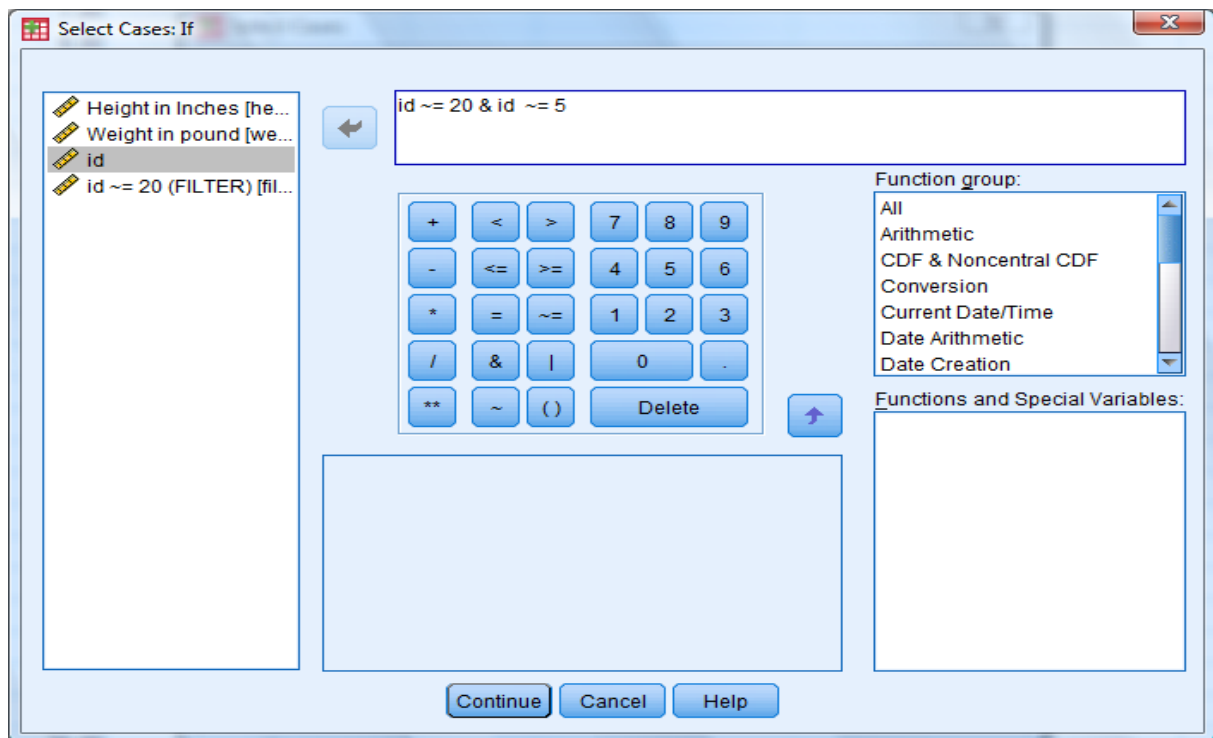 Select Cases: If
Height in Inches [he...
Weight in pound [we...
id
id ~= 20 (FILTER) [fil...
id ~= 20 & id ~= 5
+ < > 7 8 9
- <= >= 4 5 6
* = ~= 1 2 3
/ & | 0 .
** ~ ( ) Delete
Function group:
All
Arithmetic
CDF & Noncentral CDF
Conversion
Current Date/Time
Date Arithmetic
Date Creation
Functions and Special Variables:
Continue Cancel Help